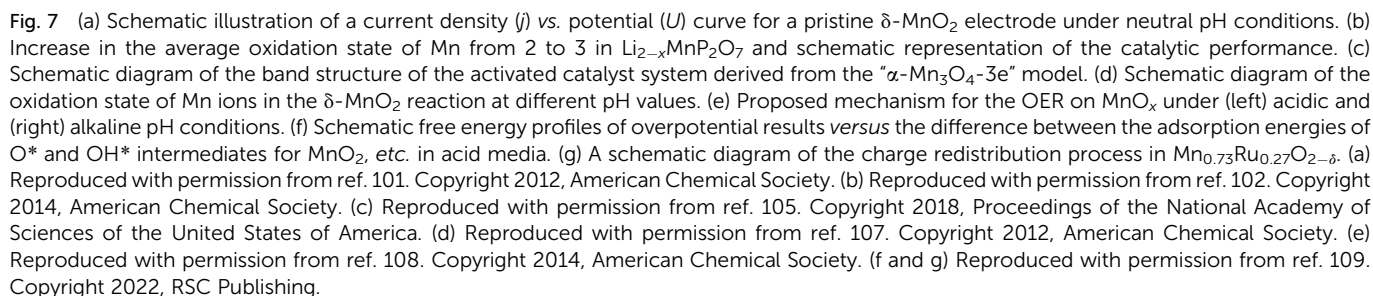 Fig. 7 (a) Schematic illustration of a current density (j) vs. potential (U) curve for a pristine δ-MnO₂ electrode under neutral pH conditions. (b)
Increase in the average oxidation state of Mn from 2 to 3 in Li₂₋ₓMnP₂O₇ and schematic representation of the catalytic performance. (c)
Schematic diagram of the band structure of the activated catalyst system derived from the "α-Mn₃O₄-3e" model. (d) Schematic diagram of the
oxidation state of Mn ions in the δ-MnO₂ reaction at different pH values. (e) Proposed mechanism for the OER on MnOₓ under (left) acidic and
(right) alkaline pH conditions. (f) Schematic free energy profiles of overpotential results versus the difference between the adsorption energies of
O* and OH* intermediates for MnO₂, etc. in acid media. (g) A schematic diagram of the charge redistribution process in Mn₀.₇₃Ru₀.₂₇O₂₋δ. (a)
Reproduced with permission from ref. 101. Copyright 2012, American Chemical Society. (b) Reproduced with permission from ref. 102. Copyright
2014, American Chemical Society. (c) Reproduced with permission from ref. 105. Copyright 2018, Proceedings of the National Academy of
Sciences of the United States of America. (d) Reproduced with permission from ref. 107. Copyright 2012, American Chemical Society. (e)
Reproduced with permission from ref. 108. Copyright 2014, American Chemical Society. (f and g) Reproduced with permission from ref. 109.
Copyright 2022, RSC Publishing.